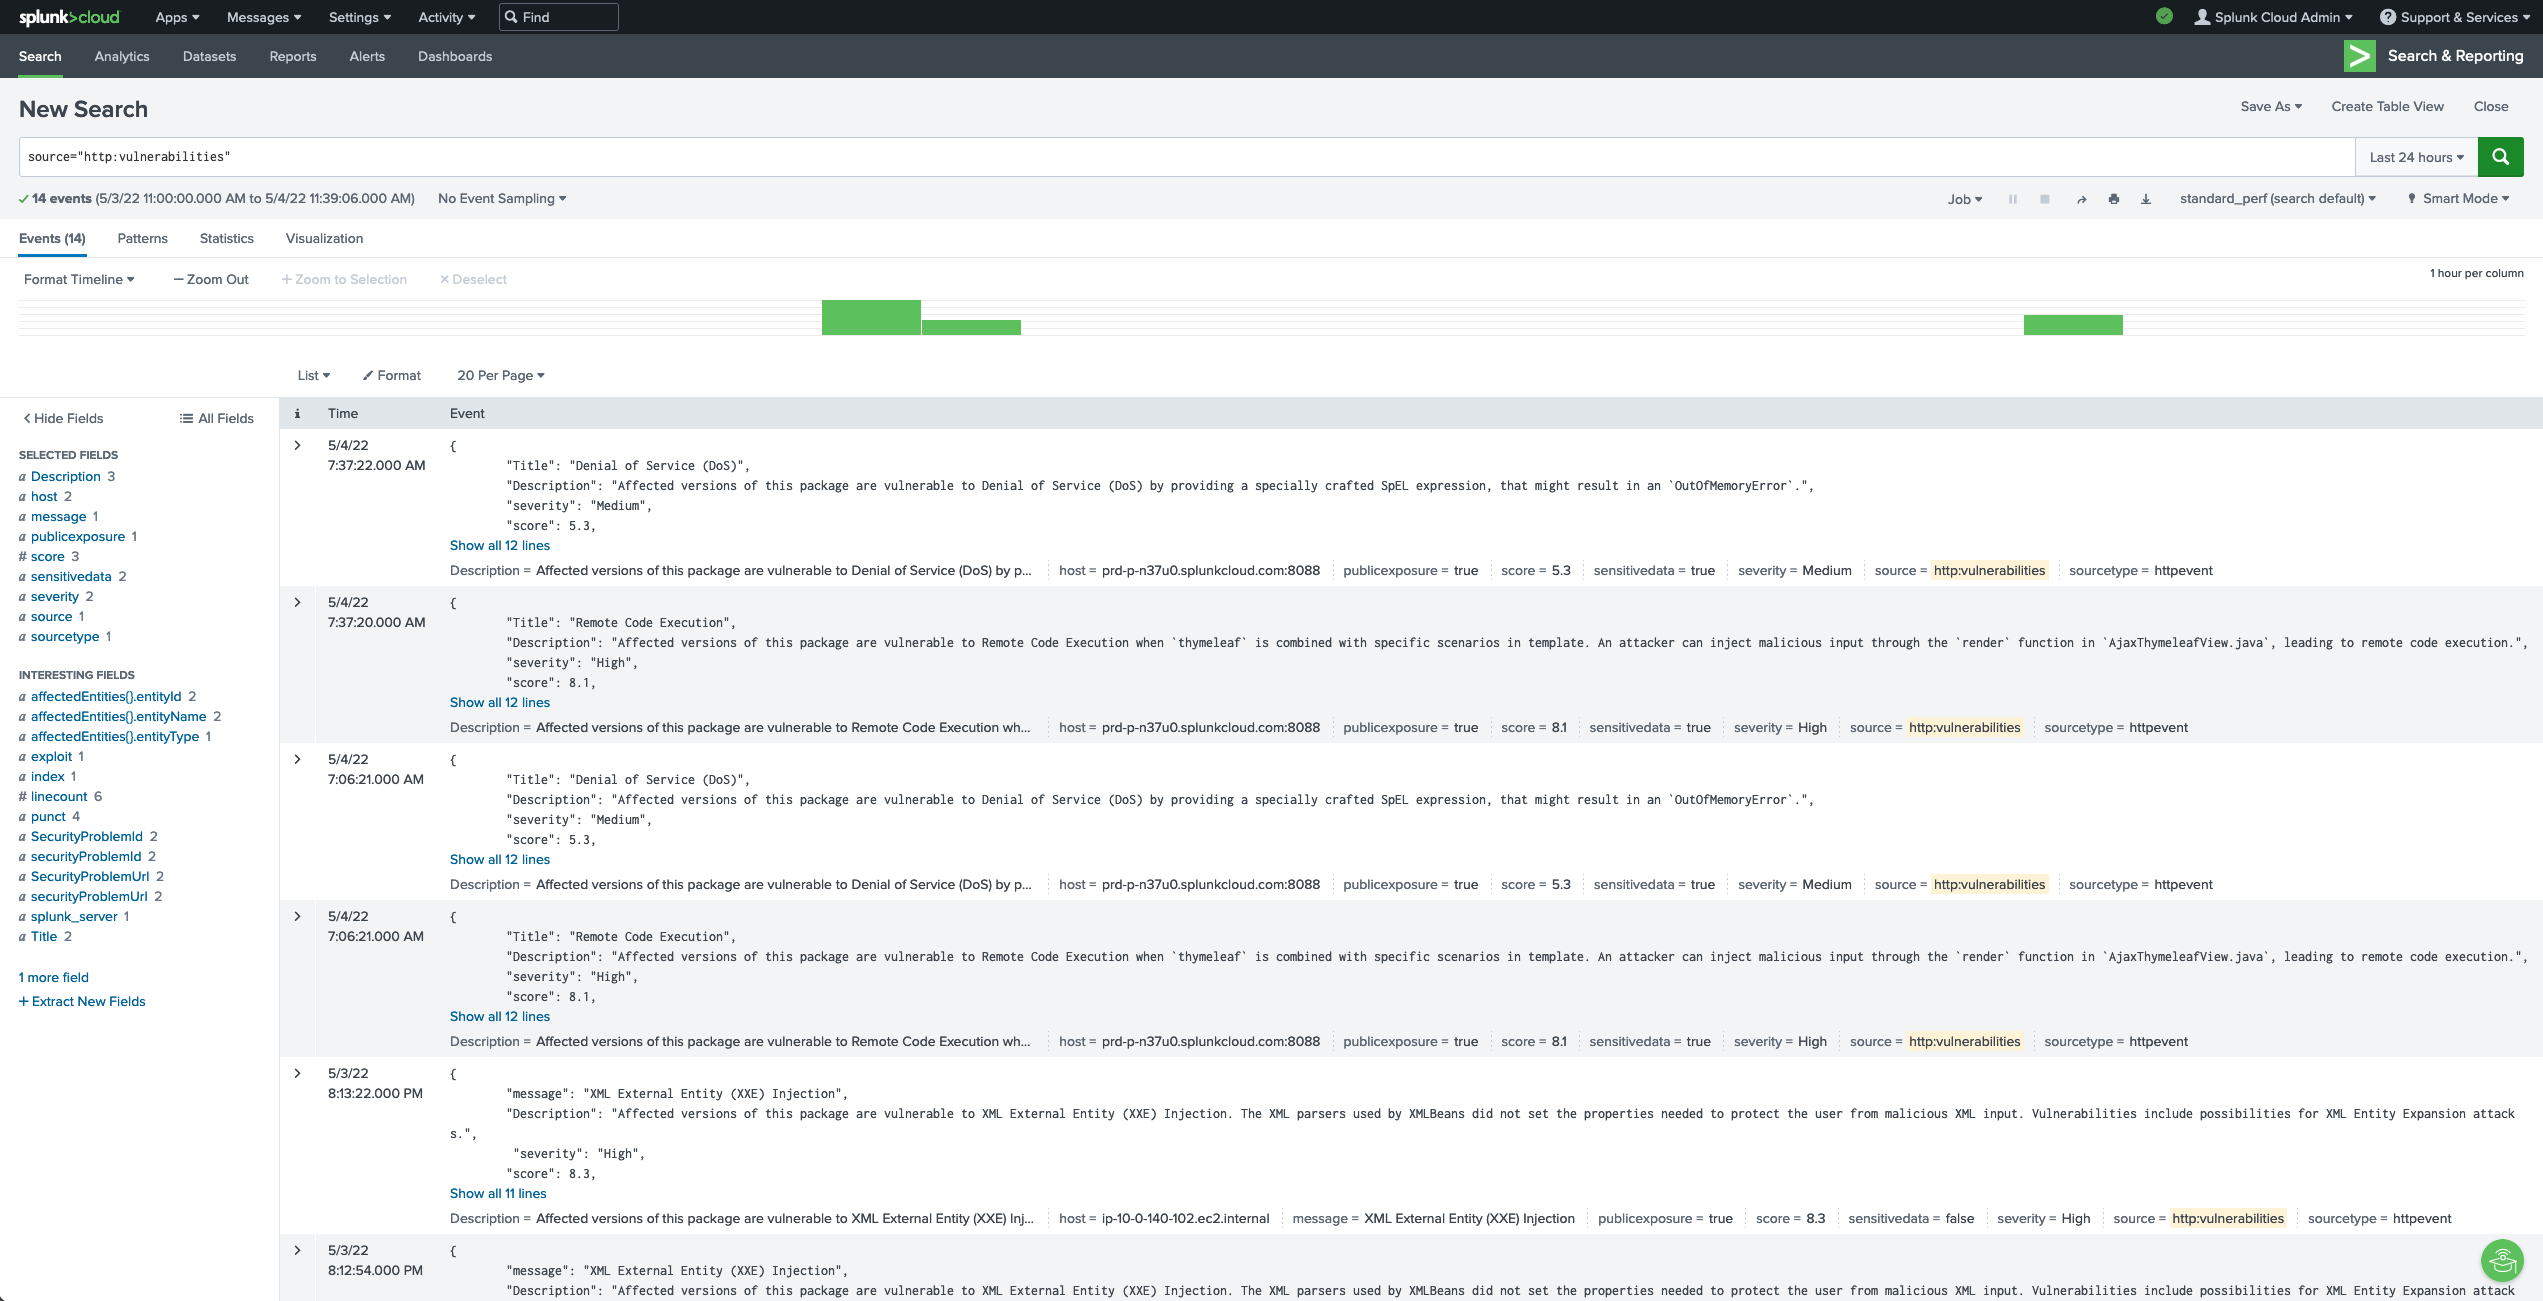 splunk>cloud Apps Messages Settings Activity Find Splunk Cloud Admin Support & Services
Search Analytics Datasets Reports Alerts Dashboards Search & Reporting
New Search Save As Create Table View Close
source="http:vulnerabilities" Last 24 hours
14 events (5/3/22 11:00:00.000 AM to 5/4/22 11:39:06.000 AM) No Event Sampling Job standard_perf (search default) Smart Mode
Events (14) Patterns Statistics Visualization
Format Timeline — Zoom Out + Zoom to Selection × Deselect 1 hour per column
List Format 20 Per Page
< Hide Fields All Fields
SELECTED FIELDS
a Description 3
a host 2
a message 1
a publicexposure 1
# score 3
a sensitivedata 2
a severity 2
a source 1
a sourcetype 1
INTERESTING FIELDS
a affectedEntities{}.entityId 2
a affectedEntities{}.entityName 2
a affectedEntities{}.entityType 1
a exploit 1
a index 1
# linecount 6
a punct 4
a SecurityProblemId 2
a securityProblemId 2
a SecurityProblemUrl 2
a securityProblemUrl 2
a splunk_server 1
a Title 2
1 more field
+ Extract New Fields
i Time Event
> 5/4/22 {
7:37:22.000 AM "Title": "Denial of Service (DoS)",
"Description": "Affected versions of this package are vulnerable to Denial of Service (DoS) by providing a specially crafted SpEL expression, that might result in an `OutOfMemoryError`.",
"severity": "Medium",
"score": 5.3,
Show all 12 lines
Description = Affected versions of this package are vulnerable to Denial of Service (DoS) by p... host = prd-p-n37u0.splunkcloud.com:8088 publicexposure = true score = 5.3 sensitivedata = true severity = Medium source = http:vulnerabilities sourcetype = httpevent
> 5/4/22 {
7:37:20.000 AM "Title": "Remote Code Execution",
"Description": "Affected versions of this package are vulnerable to Remote Code Execution when `thymeleaf` is combined with specific scenarios in template. An attacker can inject malicious input through the `render` function in `AjaxThymeleafView.java`, leading to remote code execution.",
"severity": "High",
"score": 8.1,
Show all 12 lines
Description = Affected versions of this package are vulnerable to Remote Code Execution wh... host = prd-p-n37u0.splunkcloud.com:8088 publicexposure = true score = 8.1 sensitivedata = true severity = High source = http:vulnerabilities sourcetype = httpevent
> 5/4/22 {
7:06:21.000 AM "Title": "Denial of Service (DoS)",
"Description": "Affected versions of this package are vulnerable to Denial of Service (DoS) by providing a specially crafted SpEL expression, that might result in an `OutOfMemoryError`.",
"severity": "Medium",
"score": 5.3,
Show all 12 lines
Description = Affected versions of this package are vulnerable to Denial of Service (DoS) by p... host = prd-p-n37u0.splunkcloud.com:8088 publicexposure = true score = 5.3 sensitivedata = true severity = Medium source = http:vulnerabilities sourcetype = httpevent
> 5/4/22 {
7:06:21.000 AM "Title": "Remote Code Execution",
"Description": "Affected versions of this package are vulnerable to Remote Code Execution when `thymeleaf` is combined with specific scenarios in template. An attacker can inject malicious input through the `render` function in `AjaxThymeleafView.java`, leading to remote code execution.",
"severity": "High",
"score": 8.1,
Show all 12 lines
Description = Affected versions of this package are vulnerable to Remote Code Execution wh... host = prd-p-n37u0.splunkcloud.com:8088 publicexposure = true score = 8.1 sensitivedata = true severity = High source = http:vulnerabilities sourcetype = httpevent
> 5/3/22 {
8:13:22.000 PM "message": "XML External Entity (XXE) Injection",
"Description": "Affected versions of this package are vulnerable to XML External Entity (XXE) Injection. The XML parsers used by XMLBeans did not set the properties needed to protect the user from malicious XML input. Vulnerabilities include possibilities for XML Entity Expansion attack
s.",
"severity": "High",
"score": 8.3,
Show all 11 lines
Description = Affected versions of this package are vulnerable to XML External Entity (XXE) Inj... host = ip-10-0-140-102.ec2.internal message = XML External Entity (XXE) Injection publicexposure = true score = 8.3 sensitivedata = false severity = High source = http:vulnerabilities sourcetype = httpevent
> 5/3/22 {
8:12:54.000 PM "message": "XML External Entity (XXE) Injection",
"Description": "Affected versions of this package are vulnerable to XML External Entity (XXE) Injection. The XML parsers used by XMLBeans did not set the properties needed to protect the user from malicious XML input. Vulnerabilities include possibilities for XML Entity Expansion attack